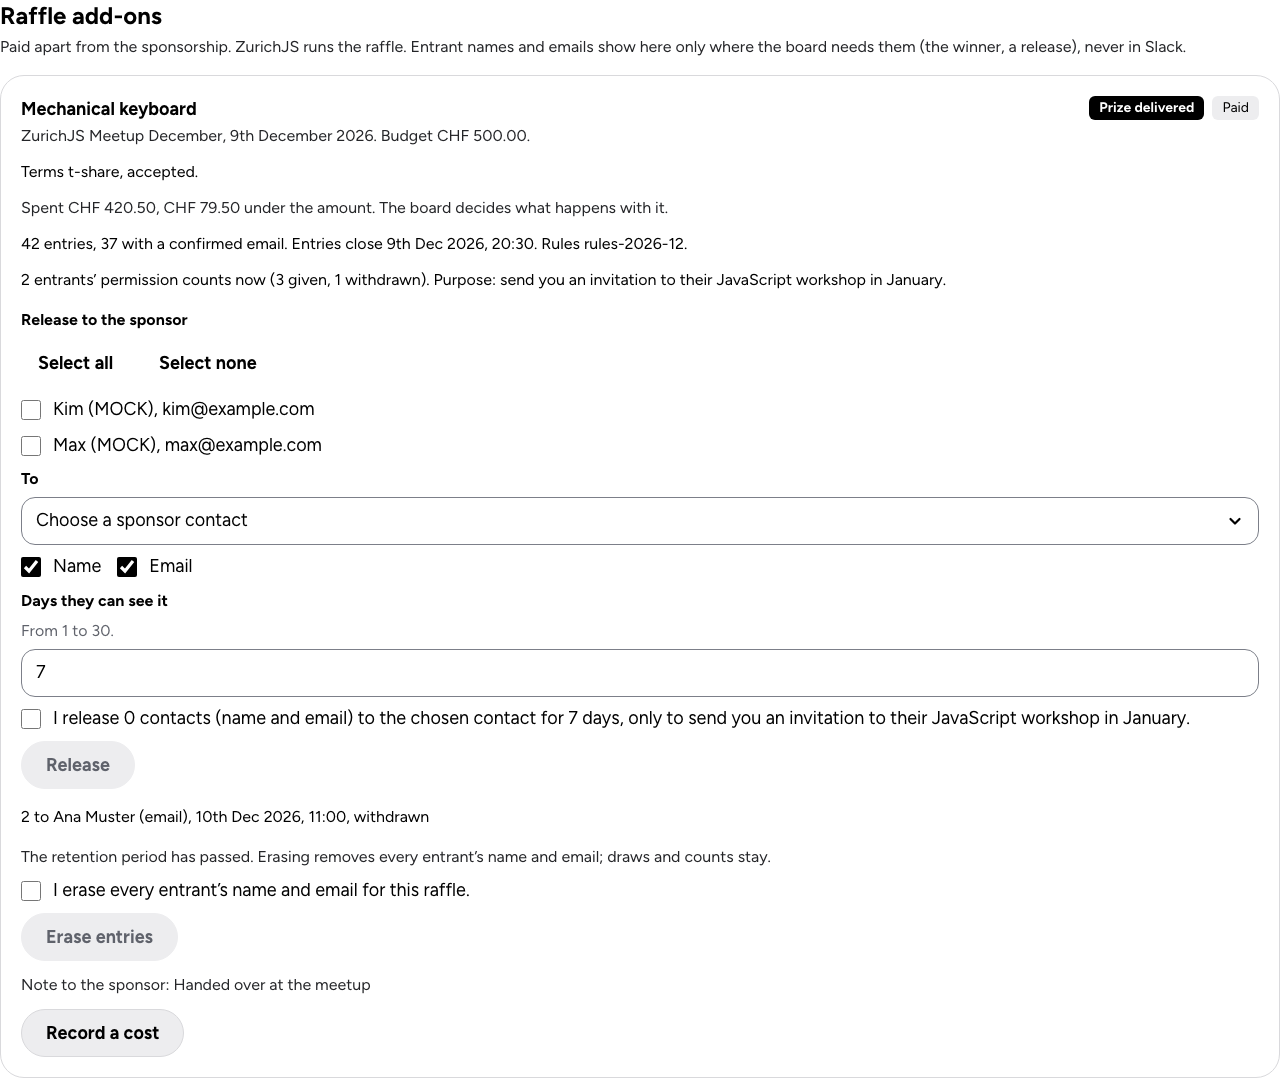 Raffle add-ons
Paid apart from the sponsorship. ZurichJS runs the raffle. Entrant names and emails show here only where the board needs them (the winner, a release), never in Slack.
Mechanical keyboard
Prize delivered
Paid
ZurichJS Meetup December, 9th December 2026. Budget CHF 500.00.
Terms t-share, accepted.
Spent CHF 420.50, CHF 79.50 under the amount. The board decides what happens with it.
42 entries, 37 with a confirmed email. Entries close 9th Dec 2026, 20:30. Rules rules-2026-12.
2 entrants’ permission counts now (3 given, 1 withdrawn). Purpose: send you an invitation to their JavaScript workshop in January.
Release to the sponsor
Select all Select none
Kim (MOCK), kim@example.com
Max (MOCK), max@example.com
To
Choose a sponsor contact
Name Email
Days they can see it
From 1 to 30.
7
I release 0 contacts (name and email) to the chosen contact for 7 days, only to send you an invitation to their JavaScript workshop in January.
Release
2 to Ana Muster (email), 10th Dec 2026, 11:00, withdrawn
The retention period has passed. Erasing removes every entrant’s name and email; draws and counts stay.
I erase every entrant’s name and email for this raffle.
Erase entries
Note to the sponsor: Handed over at the meetup
Record a cost